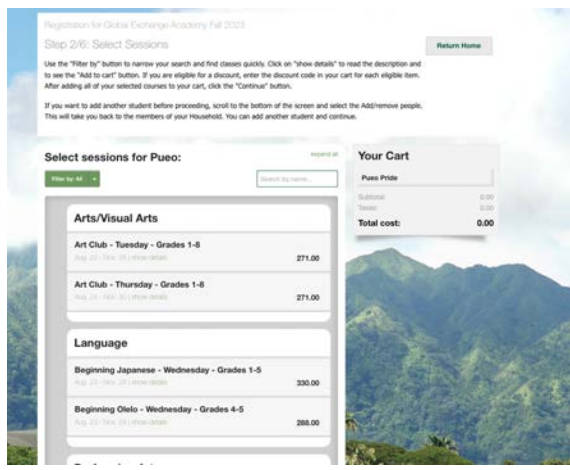 Registration for Global Exchange Academy Fall 2023
Step 2/6: Select Sessions
Return Home
Use the "Filter by" button to narrow your search and find classes quickly. Click on "show details" to read the description and
to see the "Add to cart" button. If you are eligible for a discount, enter the discount code in your cart for each eligible item.
After adding all of your selected courses to your cart, click the "Continue" button.
If you want to add another student before proceeding, scroll to the bottom of the screen and select the Add/remove people.
This will take you back to the members of your Household. You can add another student and continue.
Select sessions for Pueo:
expand all
Filter by: All
Search by name...
Arts/Visual Arts
Art Club - Tuesday - Grades 1-8
show details
271.00
Art Club - Thursday - Grades 1-8
show details
271.00
Language
Beginning Japanese - Wednesday - Grades 1-5
show details
330.00
Beginning Olelo - Wednesday - Grades 4-5
show details
288.00
Your Cart
Pueo Pride
Subtotal: 0.00
Taxes: 0.00
Total cost: 0.00